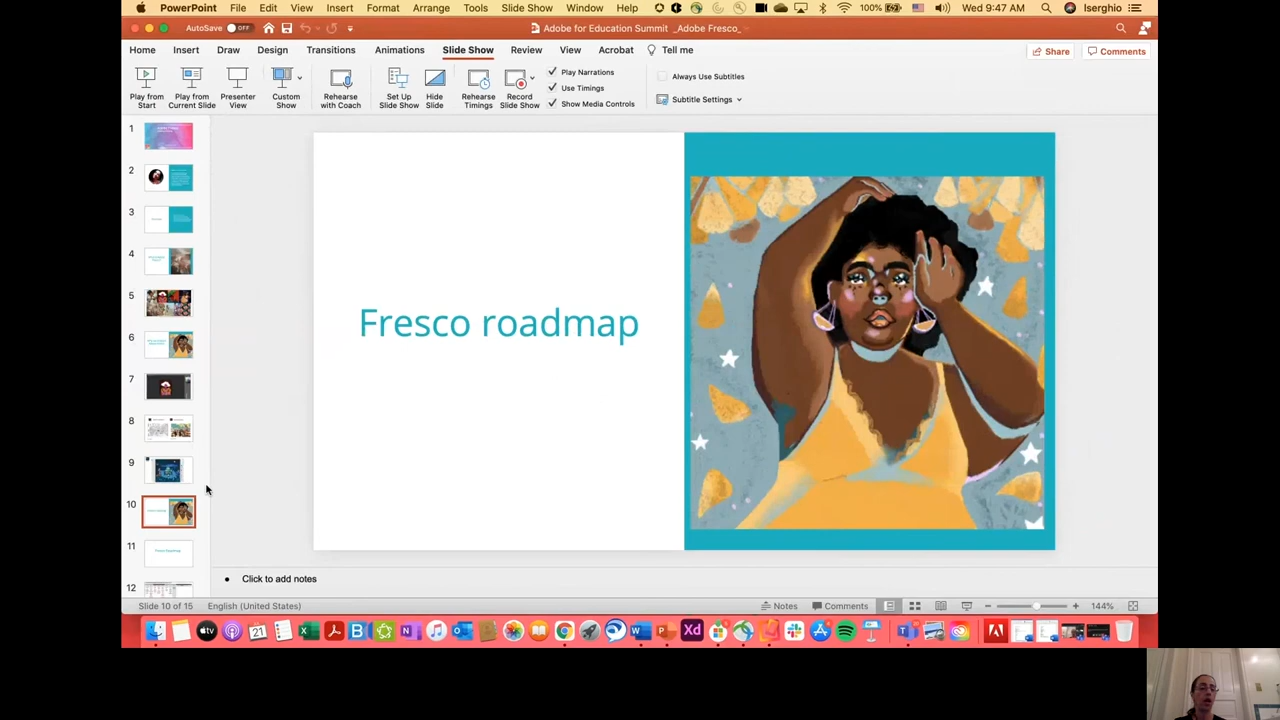 PowerPoint File Edit View Insert Format Arrange Tools Slide Show Window Help 100% Wed 9:47 AM lserghio
AutoSave OFF Adobe for Education Summit _Adobe Fresco_
Home Insert Draw Design Transitions Animations Slide Show Review View Acrobat Tell me Share Comments
Play from Start
Play from Current Slide
Presenter View
Custom Show
Rehearse with Coach
Set Up Slide Show
Hide Slide
Rehearse Timings
Record Slide Show
Play Narrations
Use Timings
Show Media Controls
Always Use Subtitles
Subtitle Settings
1
2
3
4
5
6
7
8
9
10
11
12
Fresco roadmap
Click to add notes
Slide 10 of 15 English (United States) Notes Comments 144%